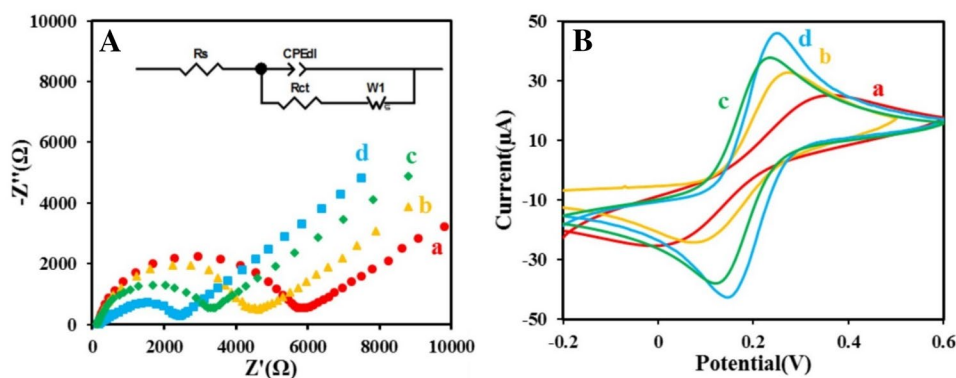 A
10000
8000
6000
4000
2000
0
-Z''(Ω)
Rs
CPEdl
Rct
W1
d
c
b
a
0
2000
4000
6000
8000
10000
Z'(Ω)
B
50
30
10
-10
-30
-50
Current(µA)
d
b
c
a
-0.2
0
0.2
0.4
0.6
Potential(V)